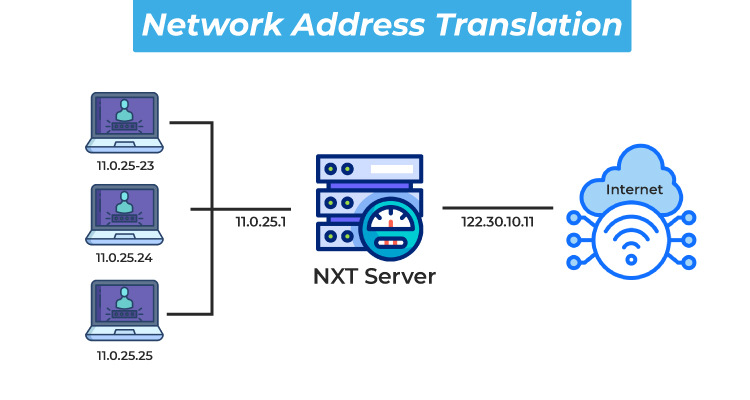 Network Address Translation
11.0.25-23
11.0.25.24
11.0.25.25
11.0.25.1
NXT Server
122.30.10.11
Internet